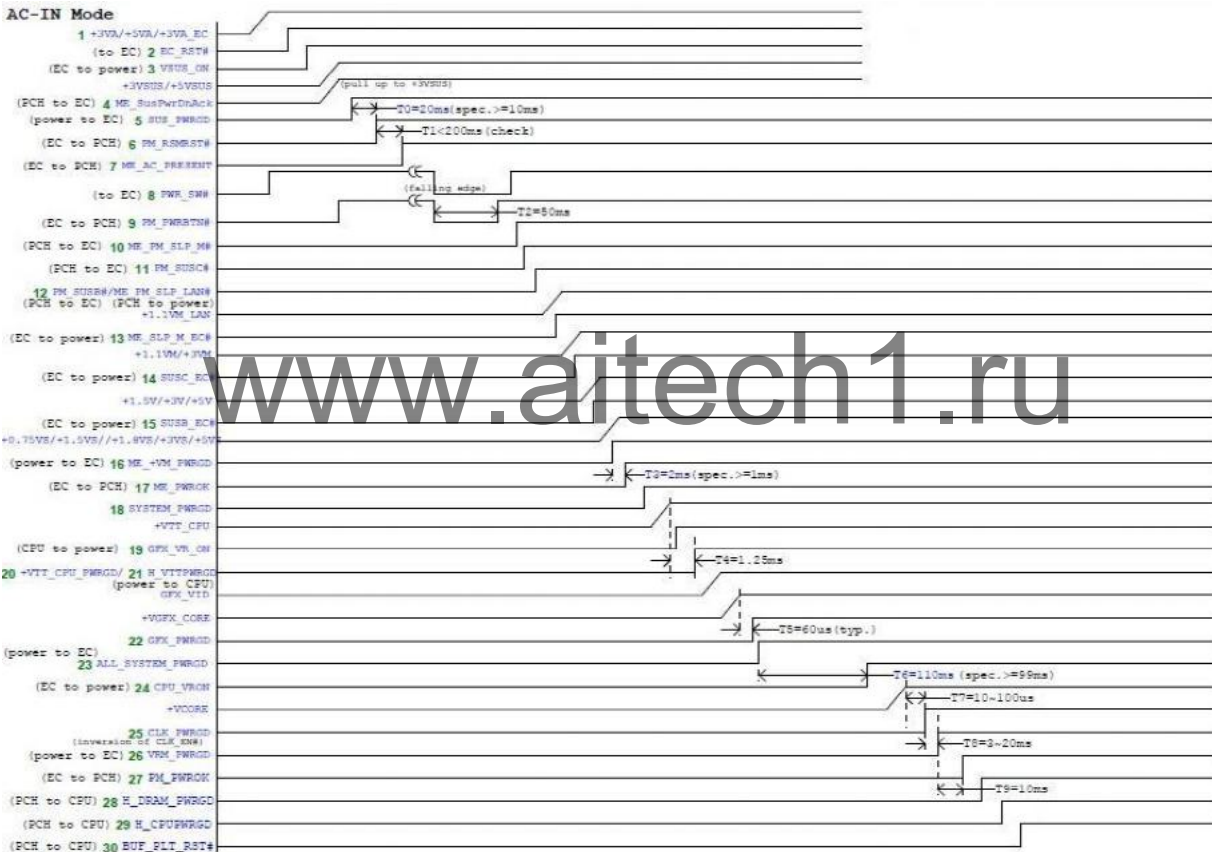 AC-IN Mode
1 +3VA/+5VA/+3VA_EC
(to EC) 2 EC_RST#
(EC to power) 3 VSUS_ON
+3VSUS/+5VSUS
(pull up to +3VSUS)
(PCH to EC) 4 ME_SusPwrDnAck
T0=20ms(spec.>=10ms)
(power to EC) 5 SUS_PWRGD
T1<200ms(check)
(EC to PCH) 6 PM_RSMRST#
(EC to PCH) 7 ME_AC_PRESENT
(falling edge)
(to EC) 8 PWR_SW#
T2=50ms
(EC to PCH) 9 PM_PWRBTN#
(PCH to EC) 10 ME_PM_SLP_M#
(PCH to EC) 11 PM_SUSC#
12 PM_SUSB#/ME_PM_SLP_LAN#
(PCH to EC) (PCH to power)
+1.1VM_LAN
(EC to power) 13 ME_SLP_M_EC#
+1.1VM/+3VM
www.aitech1.ru
(EC to power) 14 SUSC_EC#
+1.5V/+3V/+5V
(EC to power) 15 SUSB_EC#
+0.75VS/+1.5VS//+1.8VS/+3VS/+5VS
(power to EC) 16 ME_+VM_PWRGD
T3=2ms(spec.>=1ms)
(EC to PCH) 17 ME_PWROK
18 SYSTEM_PWRGD
+VTT_CPU
(CPU to power) 19 GFX_VR_ON
T4=1.25ms
20 +VTT_CPU_PWRGD/ 21 H_VTTPWRGD
(power to CPU)
GFX_VID
+VGFX_CORE
T5=60us(typ.)
22 GFX_PWRGD
(power to EC)
23 ALL_SYSTEM_PWRGD
T6=110ms (spec.>=99ms)
(EC to power) 24 CPU_VRON
T7=10~100us
+VCORE
25 CLK_PWRGD
(inversion of CLK_EN#)
T8=3~20ms
(power to EC) 26 VRM_PWRGD
(EC to PCH) 27 PM_PWROK
T9=10ms
(PCH to CPU) 28 H_DRAM_PWRGD
(PCH to CPU) 29 H_CPUPWRGD
(PCH to CPU) 30 BUF_PLT_RST#